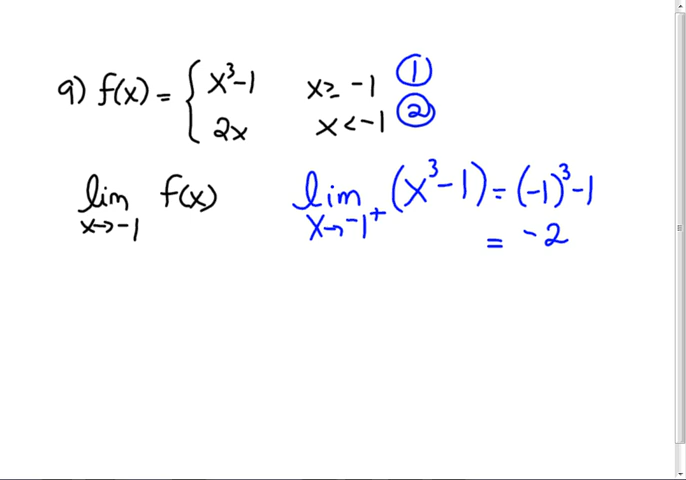 9) f(x) = { x³-1 x ≥ -1 ①
2x x < -1 ②
lim x→-1 f(x) lim x→-1⁺ (x³-1) = (-1)³-1
= -2